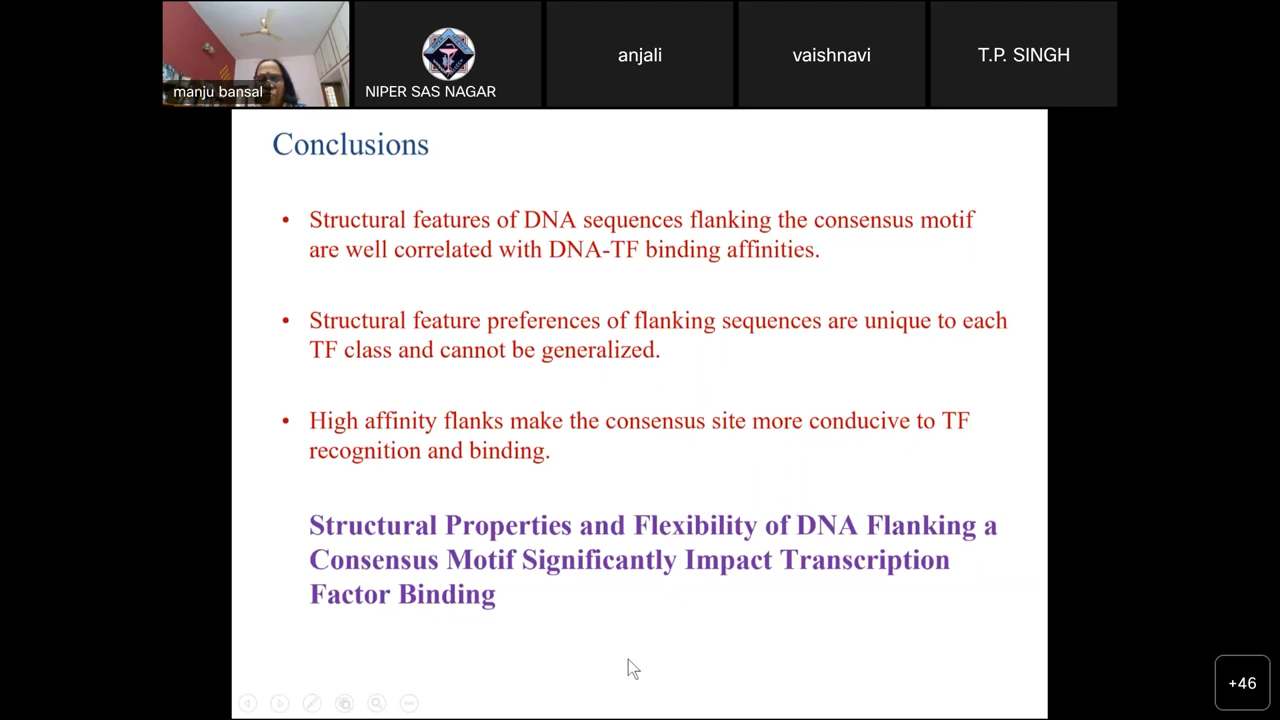 manju bansal
NIPER SAS NAGAR
anjali
vaishnavi
T.P. SINGH
Conclusions
• Structural features of DNA sequences flanking the consensus motif
are well correlated with DNA-TF binding affinities.
• Structural feature preferences of flanking sequences are unique to each
TF class and cannot be generalized.
• High affinity flanks make the consensus site more conducive to TF
recognition and binding.
Structural Properties and Flexibility of DNA Flanking a
Consensus Motif Significantly Impact Transcription
Factor Binding
+46